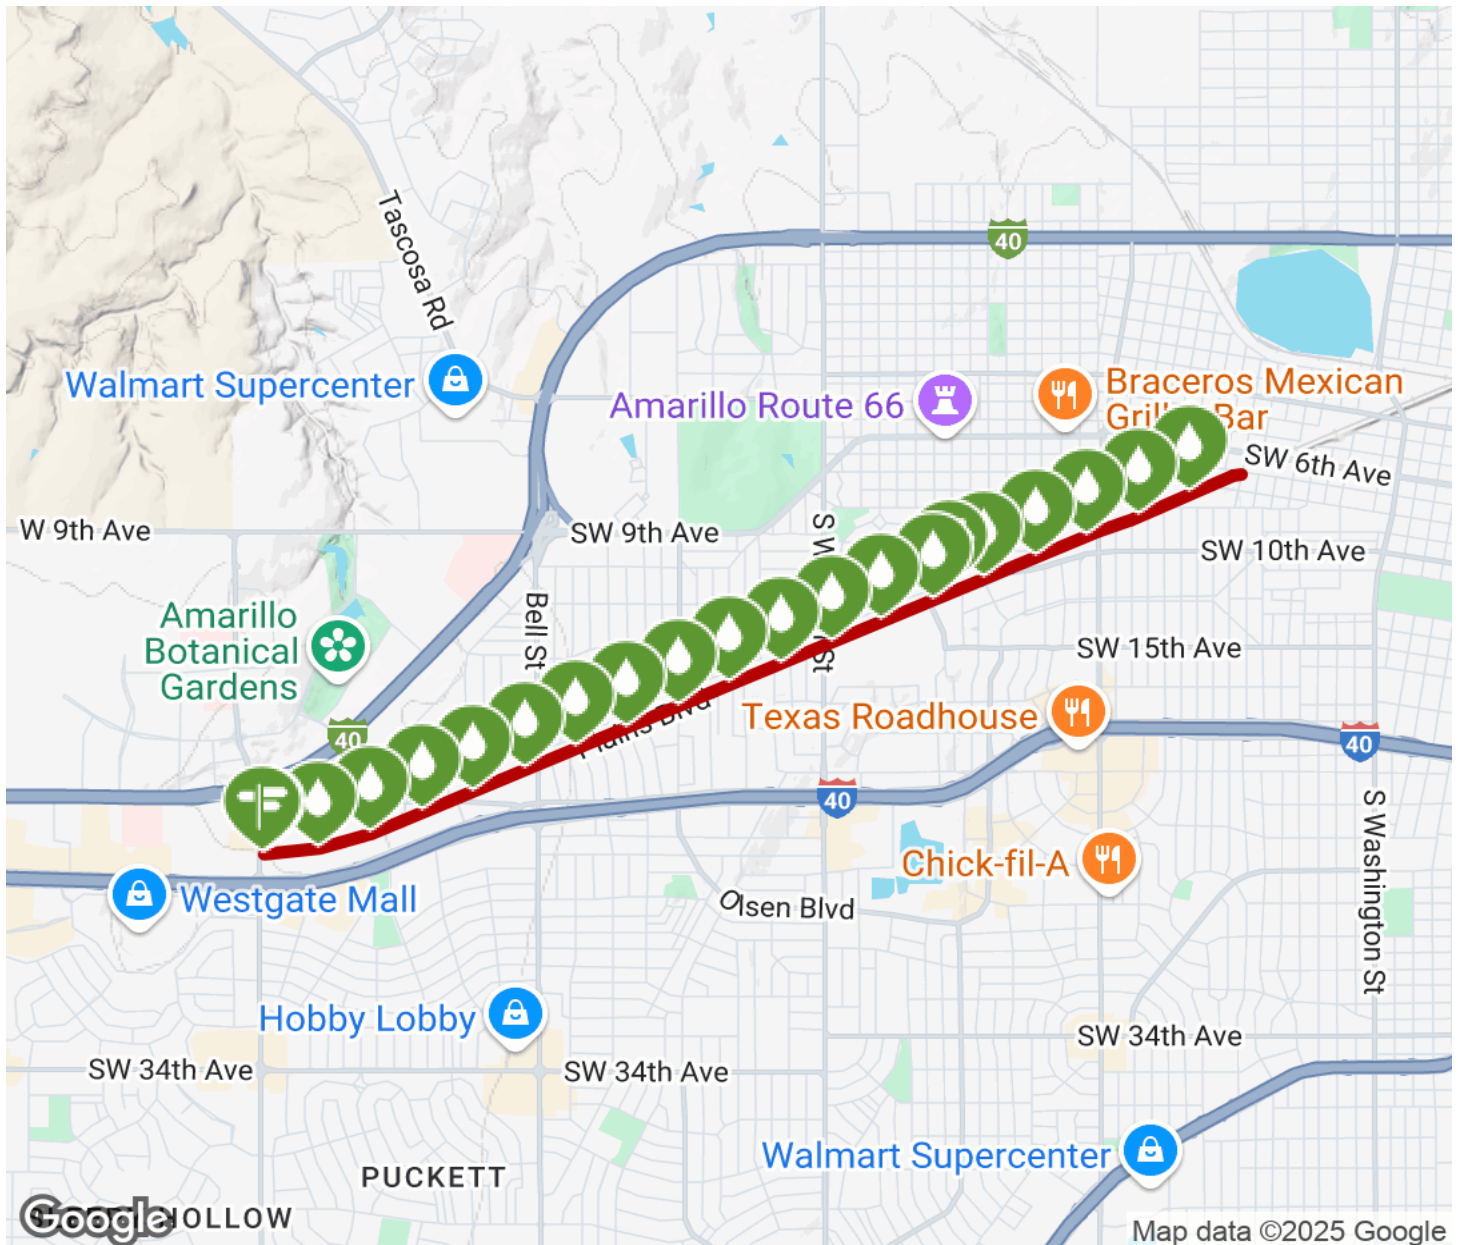 Tascosa Rd
40
Walmart Supercenter
Amarillo Route 66
Braceros Mexican
Bar
SW 6th Ave
W 9th Ave
SW 9th Ave
SW 10th Ave
Amarillo
Botanical
Gardens
Bell St
SW 15th Ave
Texas Roadhouse
Plains Blvd
40
40
40
Westgate Mall
Chick-fil-A
Olsen Blvd
S Washington St
Hobby Lobby
SW 34th Ave
SW 34th Ave
SW 34th Ave
Walmart Supercenter
PUCKETT
HOLLOW
Google
Map data ©2025 Google